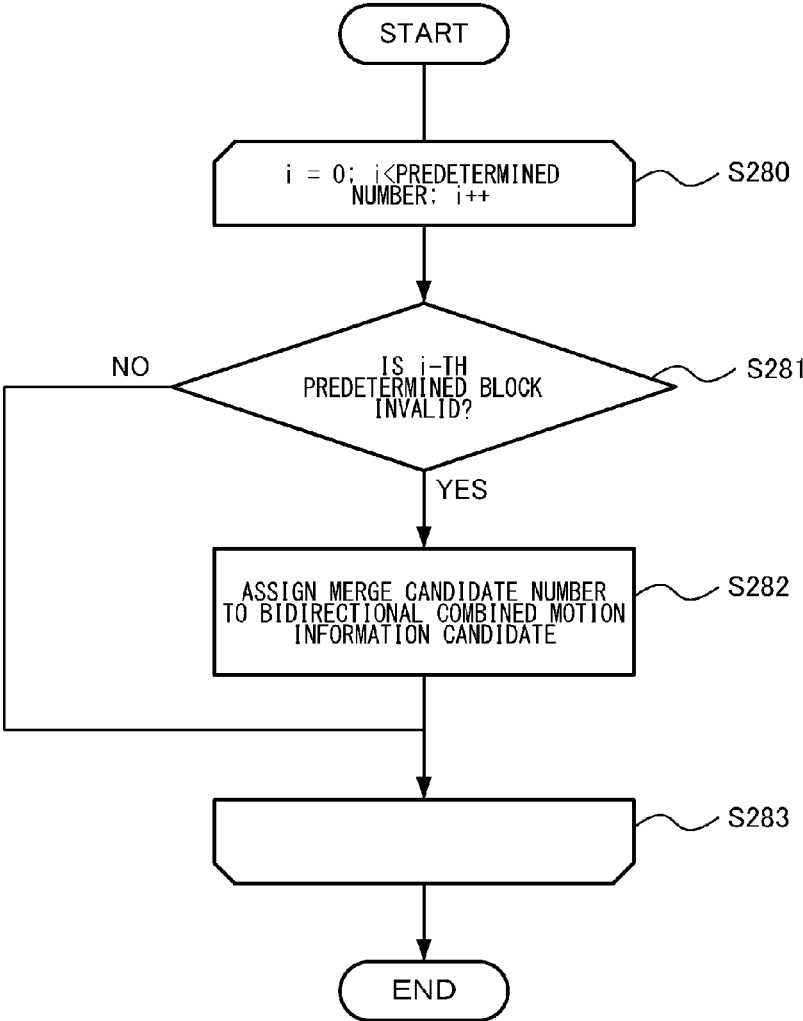 START
i = 0; i<PREDETERMINED
NUMBER; i++
S280
IS i-TH
PREDETERMINED BLOCK
INVALID?
S281
NO
YES
ASSIGN MERGE CANDIDATE NUMBER
TO BIDIRECTIONAL COMBINED MOTION
INFORMATION CANDIDATE
S282
S283
END